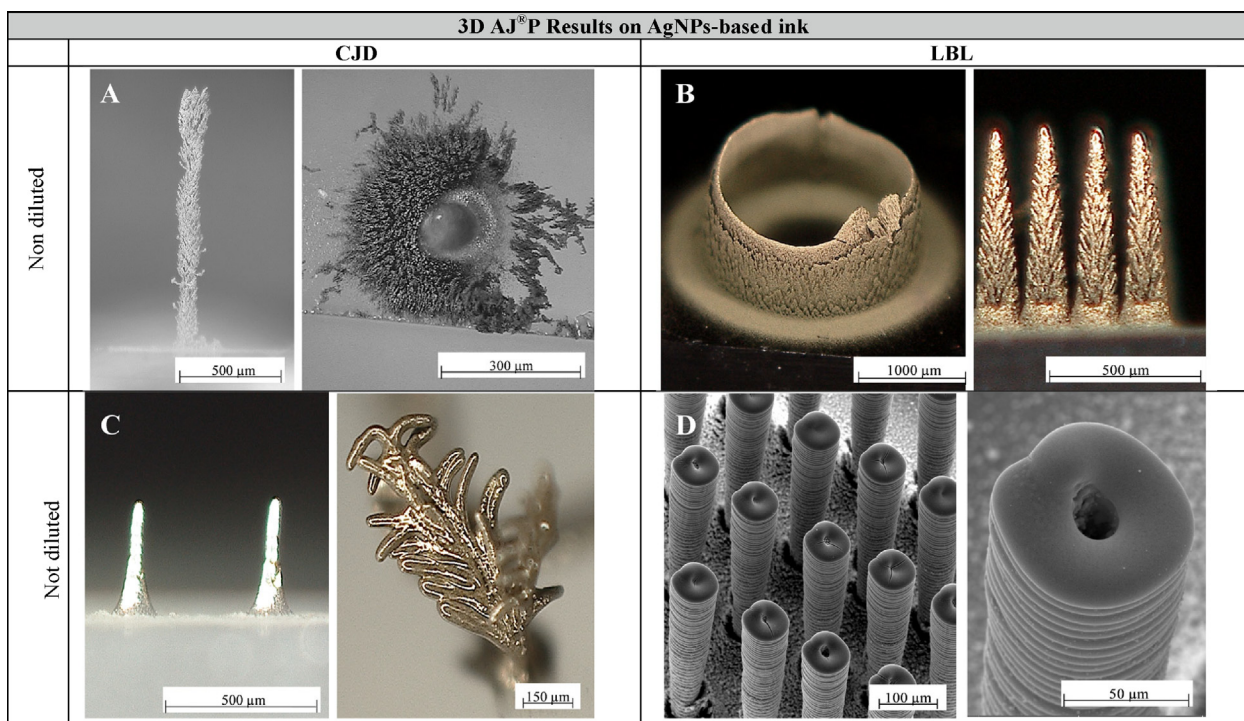 3D AJ®P Results on AgNPs-based ink
CJD
LBL
Non diluted
A
500 µm
300 µm
B
1000 µm
500 µm
Not diluted
C
500 µm
150 µm
D
100 µm
50 µm